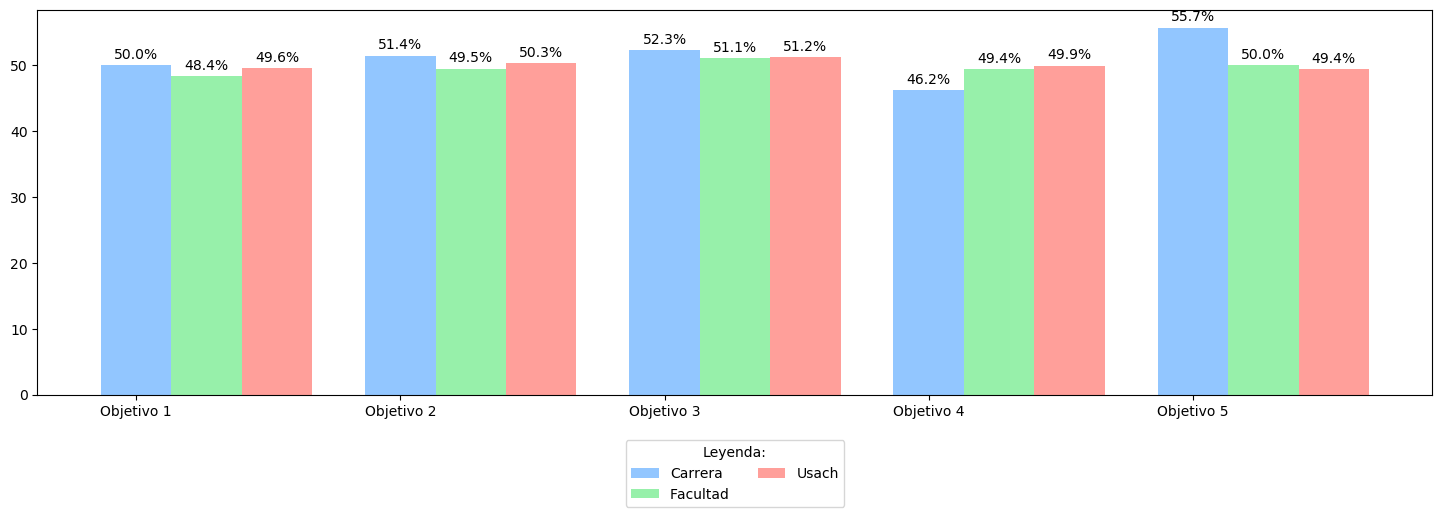 50.0% 48.4% 49.6% 51.4% 49.5% 50.3% 52.3% 51.1% 51.2% 46.2% 49.4% 49.9% 55.7% 50.0% 49.4%
50
40
30
20
10
0
Objetivo 1 Objetivo 2 Objetivo 3 Objetivo 4 Objetivo 5
Leyenda:
Carrera Usach
Facultad